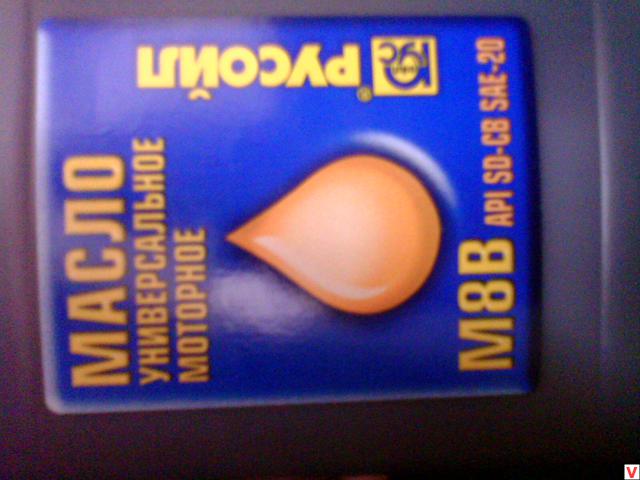 МАСЛО
УНИВЕРСАЛЬНОЕ
МОТОРНОЕ
РУСОЙЛ®
М8В API SD-CB SAE-20
V